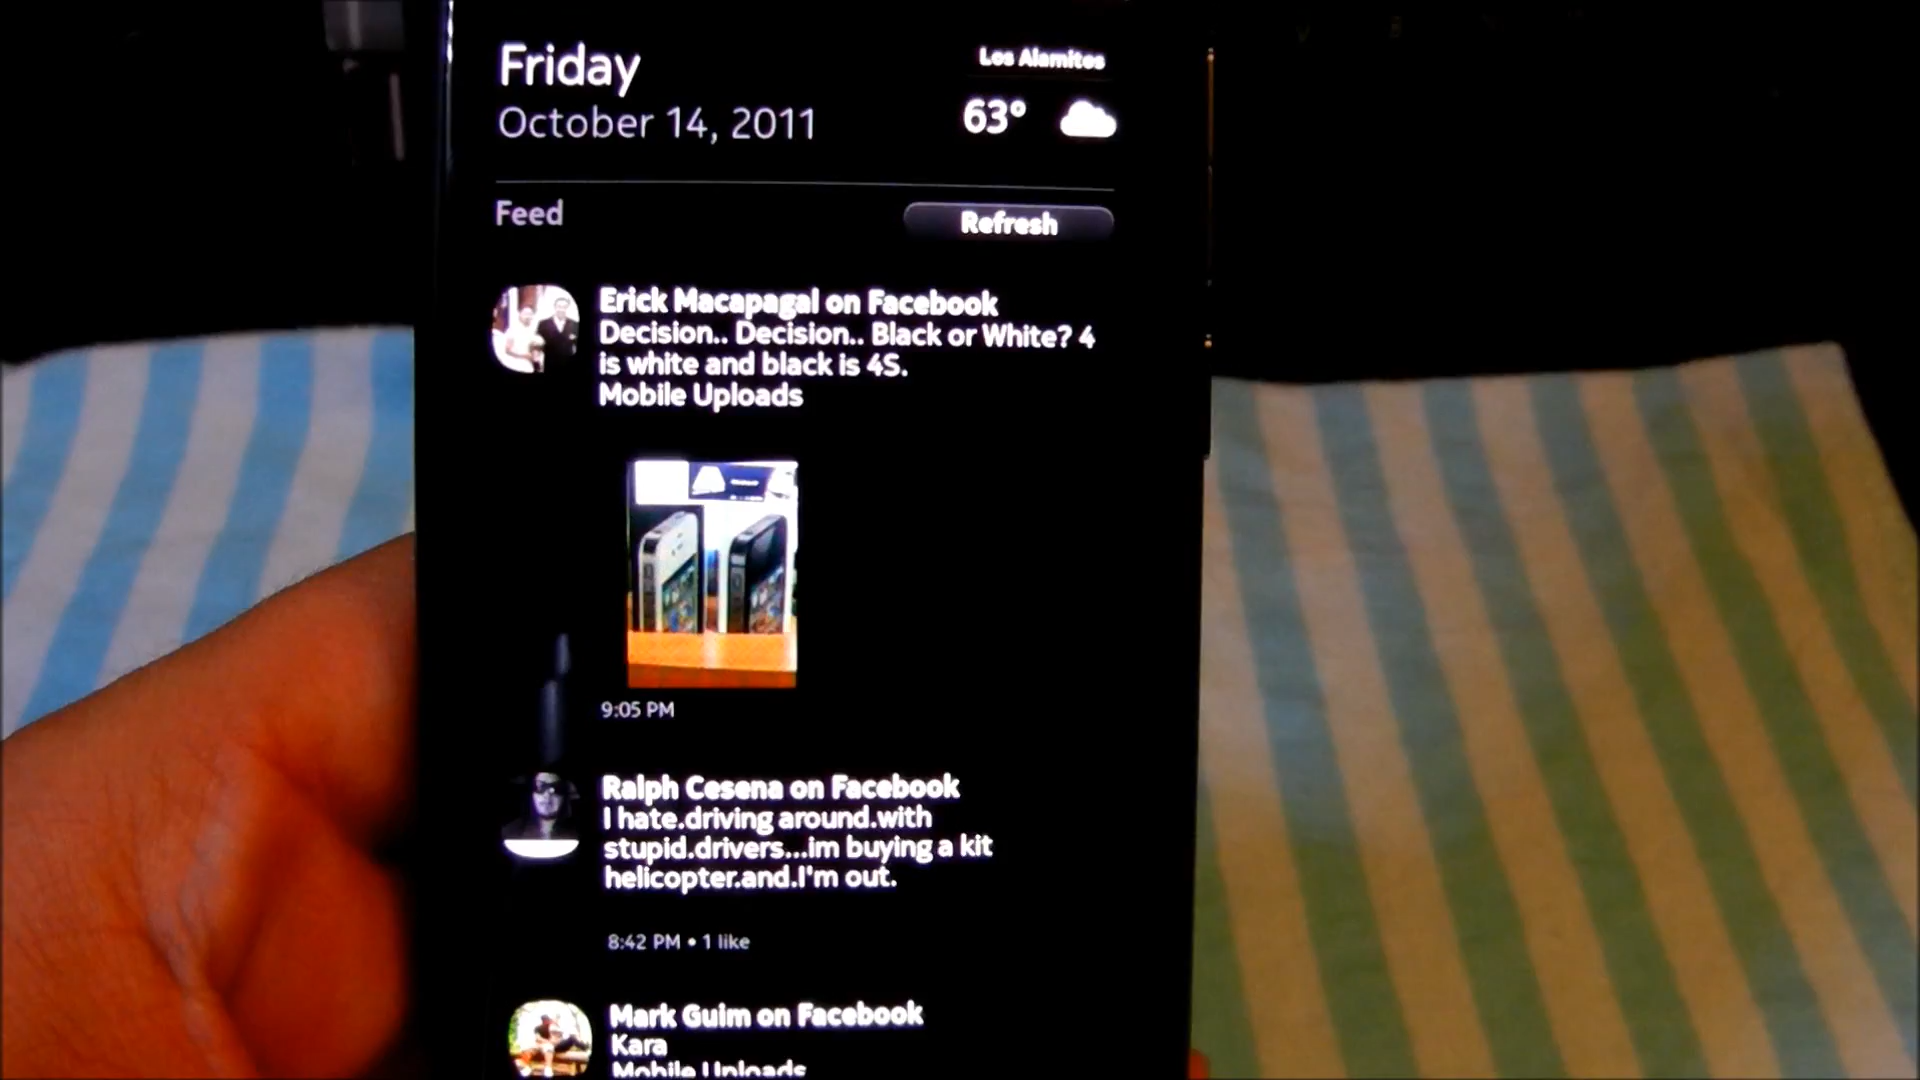 Friday
October 14, 2011
Los Alamitos
63°
Feed
Refresh
Erick Macapagal on Facebook
Decision.. Decision.. Black or White? 4
is white and black is 4S.
Mobile Uploads
9:05 PM
Ralph Cesena on Facebook
I hate.driving around.with
stupid.drivers...im buying a kit
helicopter.and.I'm out.
8:42 PM • 1 like
Mark Guim on Facebook
Kara
Mobile Uploads